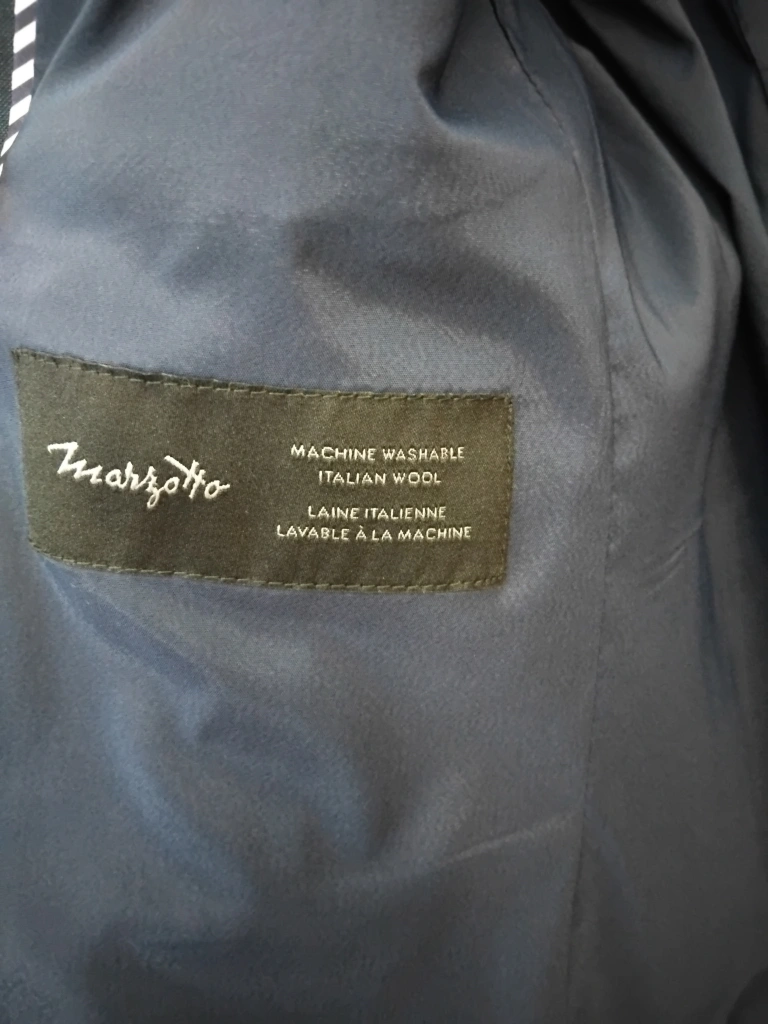 Marzotto
MACHINE WASHABLE
ITALIAN WOOL
LAINE ITALIENNE
LAVABLE À LA MACHINE